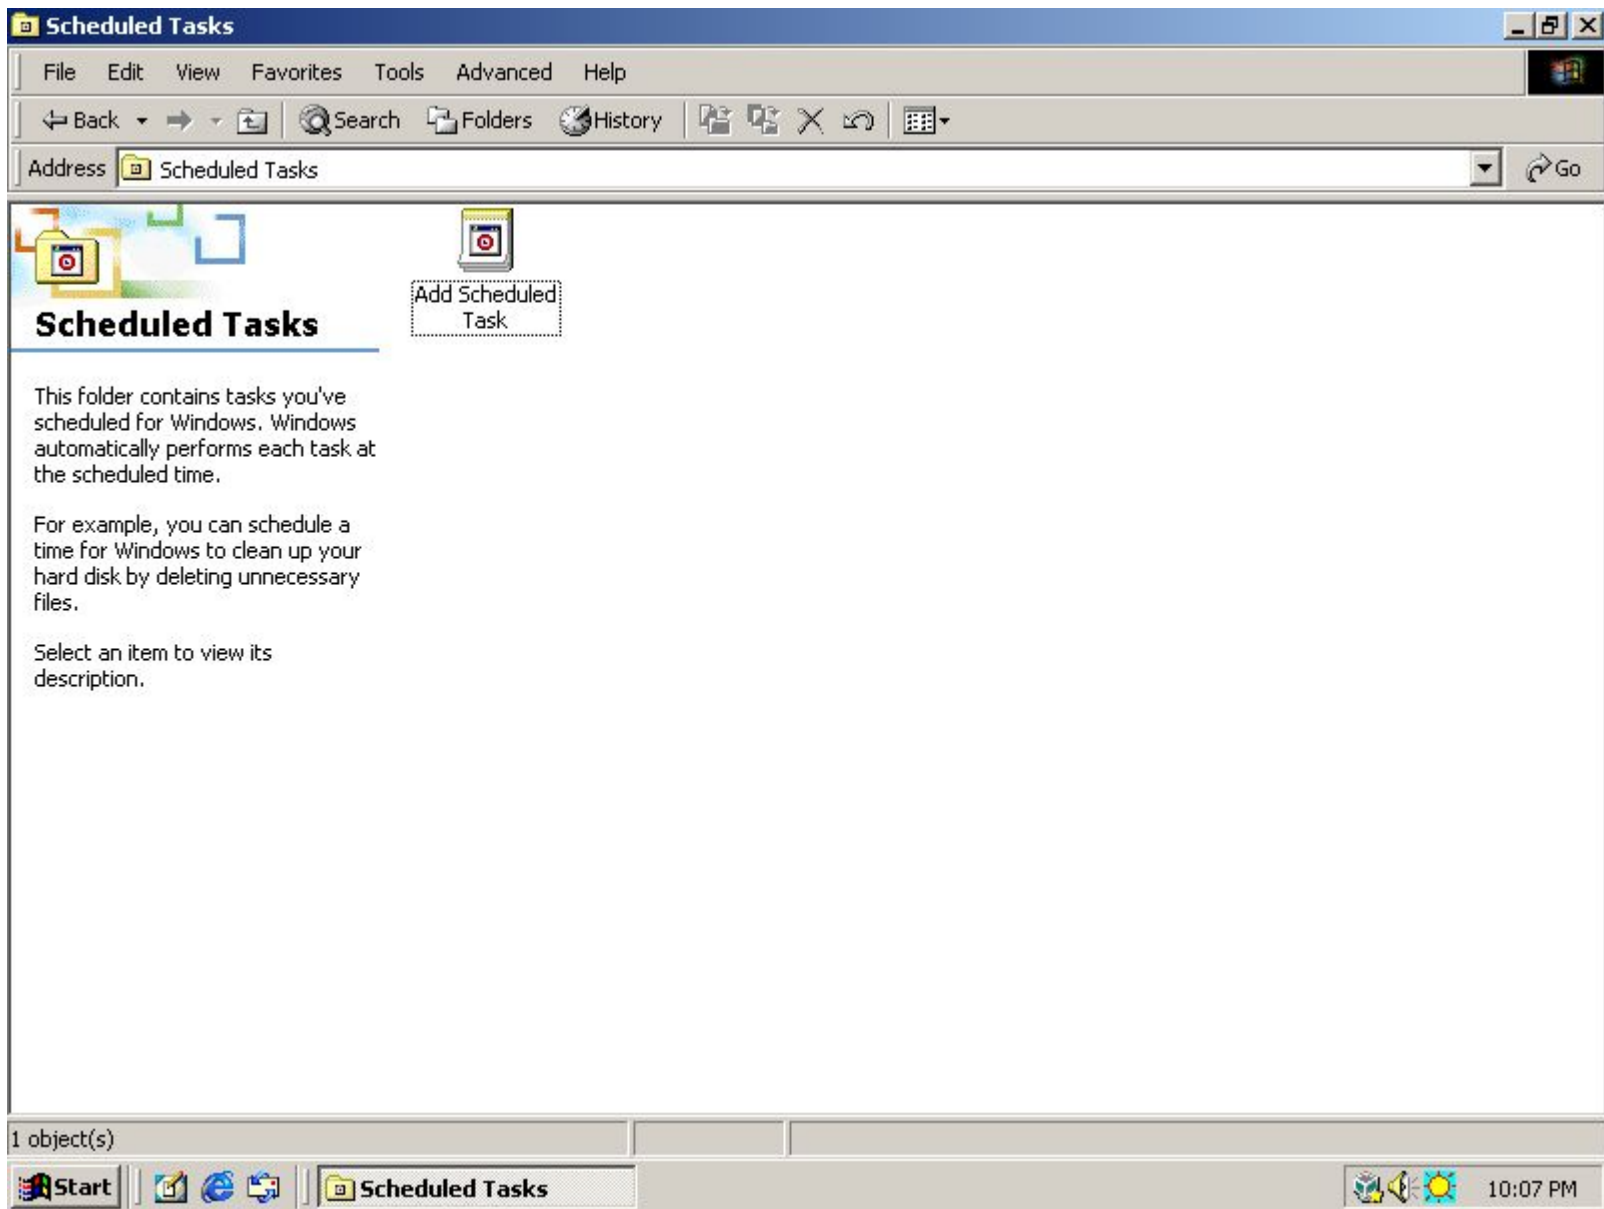 Scheduled Tasks
File Edit View Favorites Tools Advanced Help
Back Search Folders History
Address Scheduled Tasks Go
Add Scheduled
Task
Scheduled Tasks
This folder contains tasks you've
scheduled for Windows. Windows
automatically performs each task at
the scheduled time.
For example, you can schedule a
time for Windows to clean up your
hard disk by deleting unnecessary
files.
Select an item to view its
description.
1 object(s)
Start Scheduled Tasks 10:07 PM